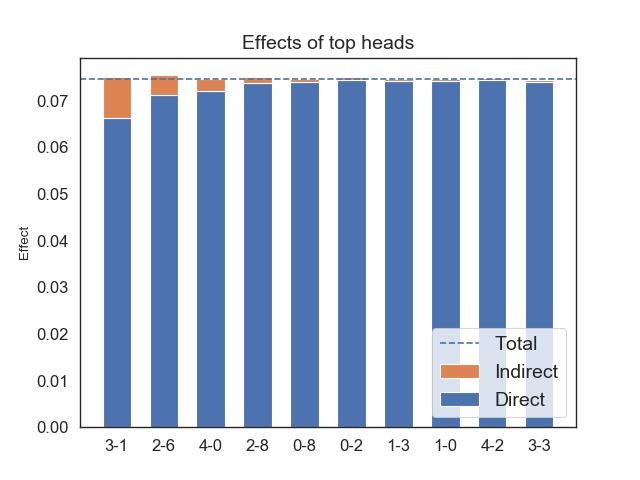 Effects of top heads
Effect
0.07
0.06
0.05
0.04
0.03
0.02
0.01
0.00
Total
Indirect
Direct
3-1 2-6 4-0 2-8 0-8 0-2 1-3 1-0 4-2 3-3